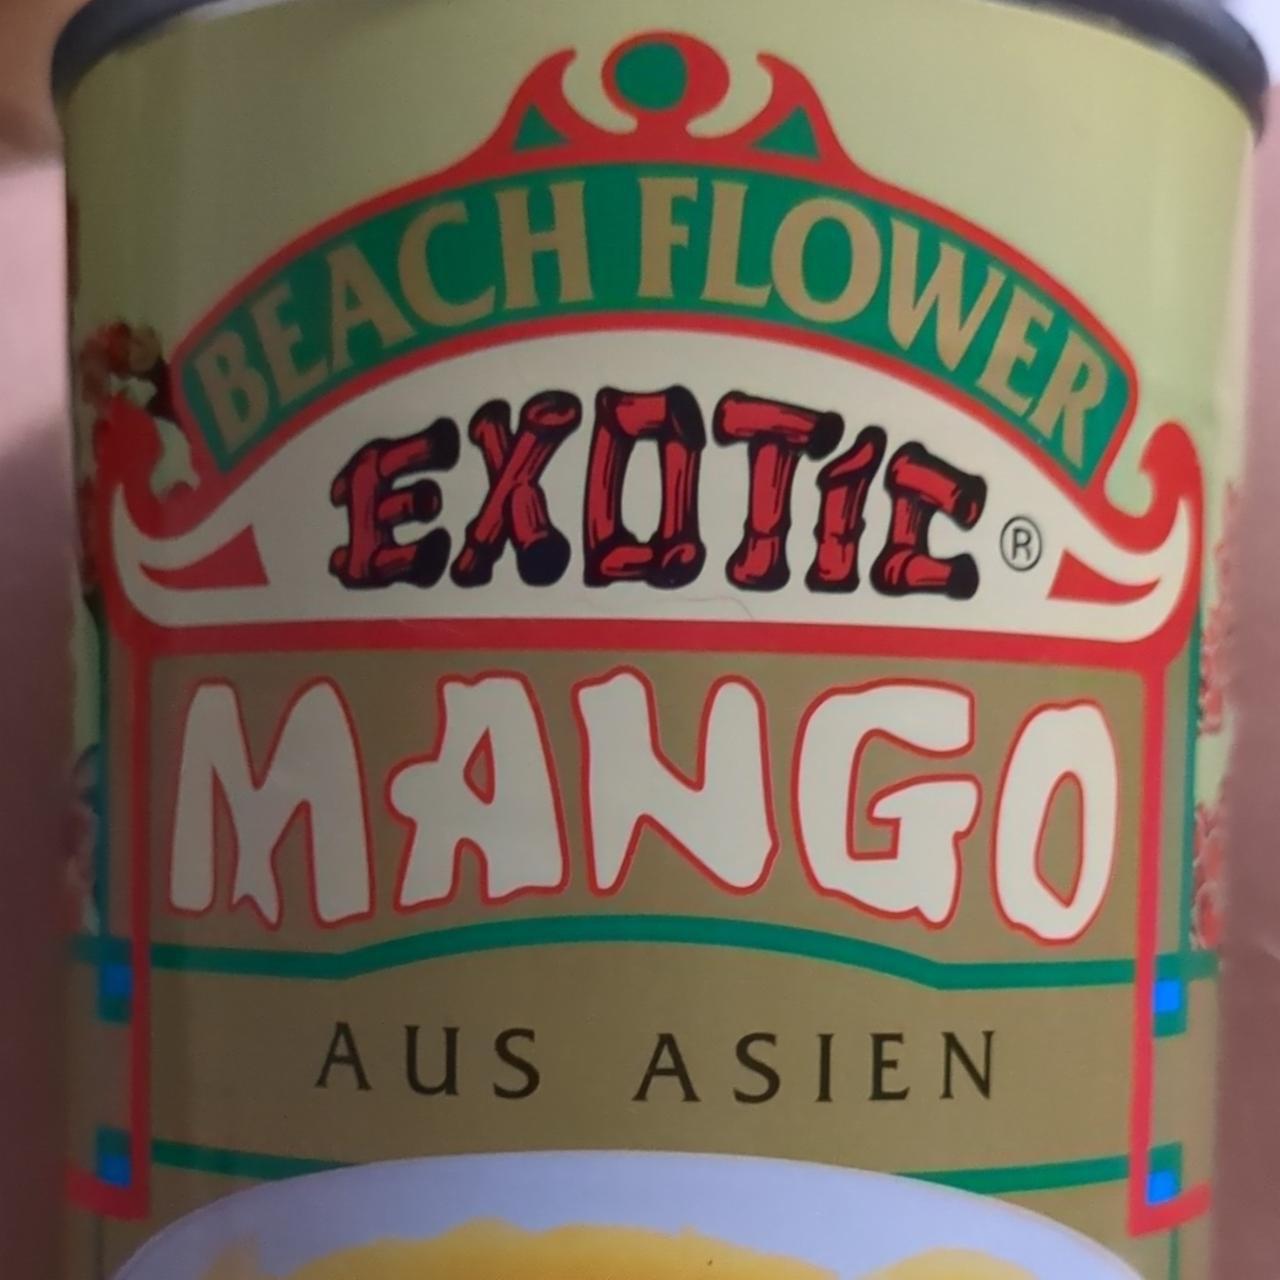 BEACH FLOWER
EXOTIC ®
MANGO
AUS ASIEN